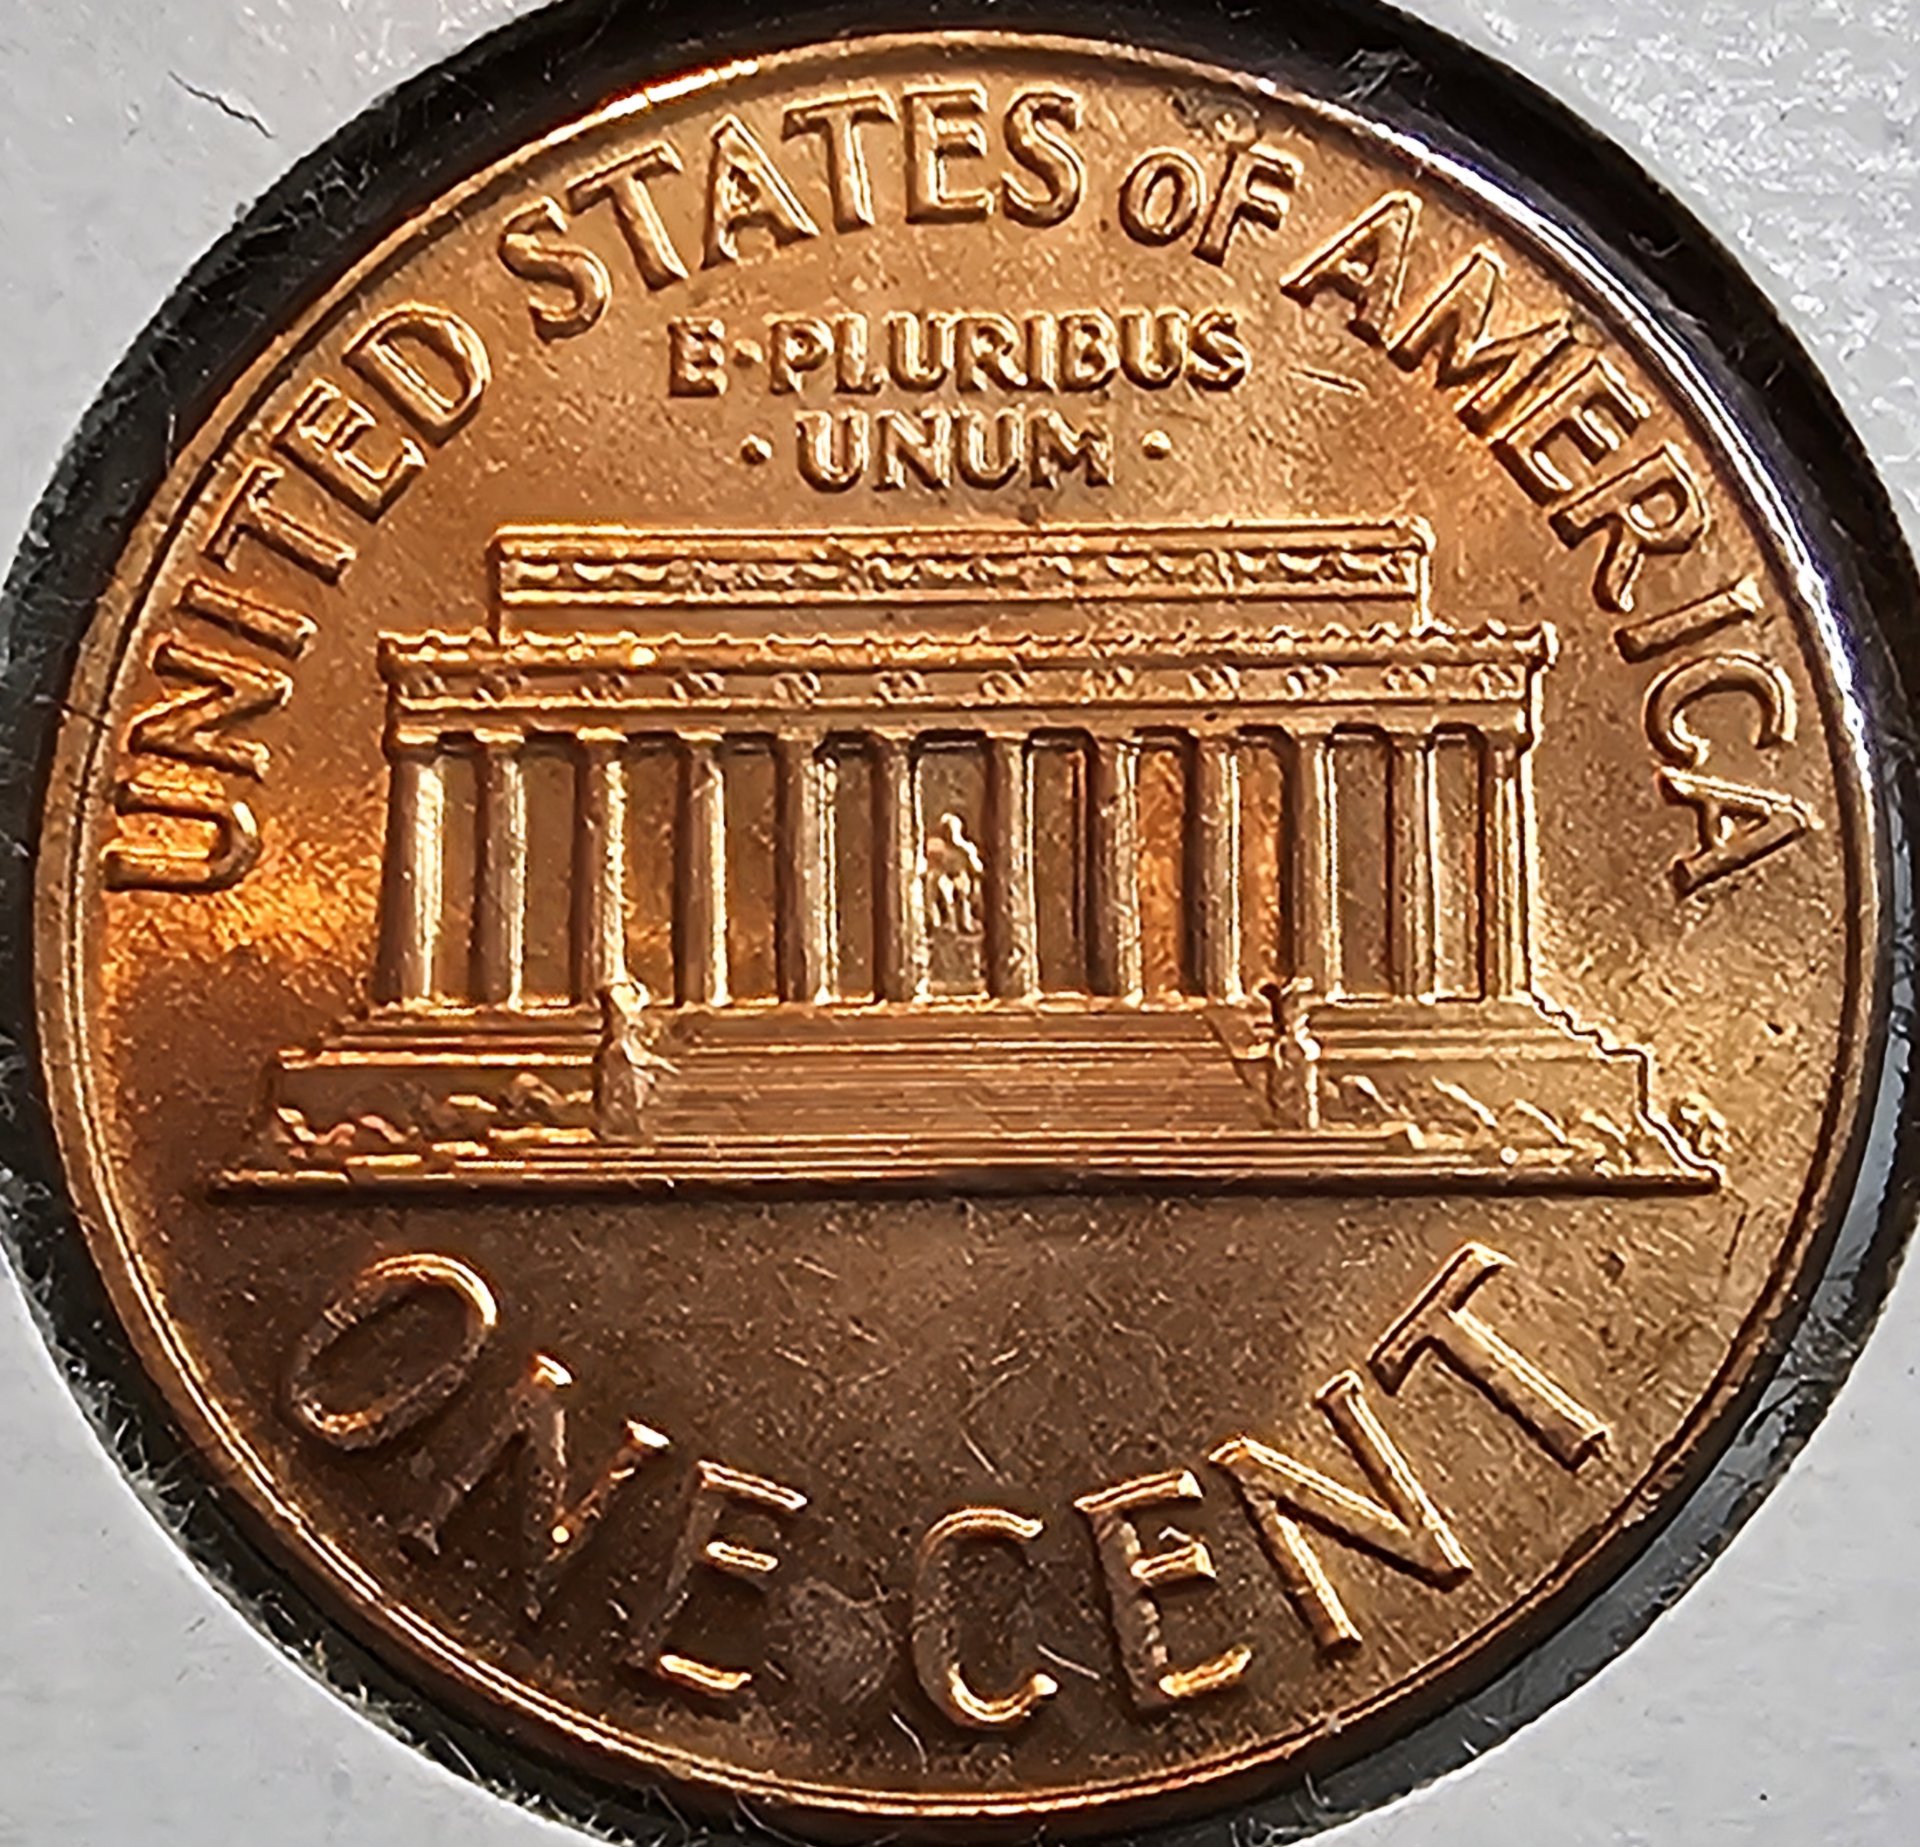 UNITED STATES OF AMERICA
E·PLURIBUS
·UNUM·
ONE CENT